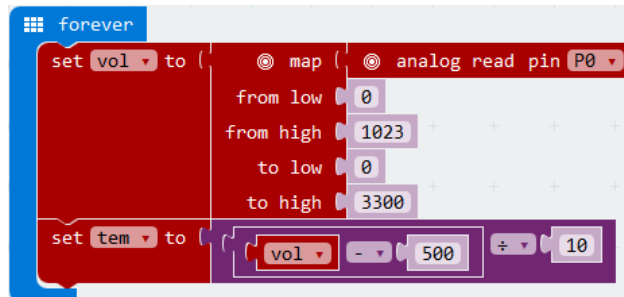 forever
set vol to ( map ( analog read pin P0
from low 0
from high 1023
to low 0
to high 3300
set tem to vol - 500 ÷ 10